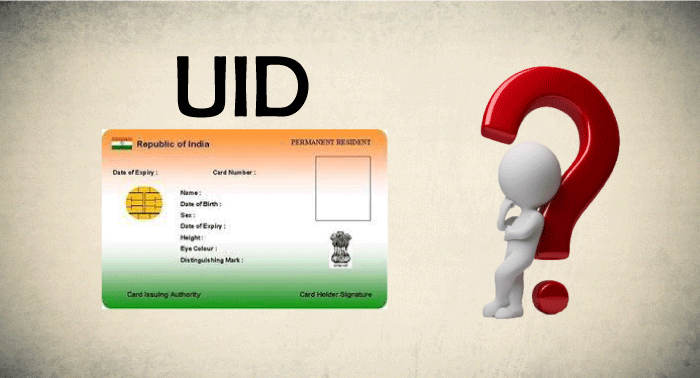 UID
Republic of India PERMANENT RESIDENT
Date of Expiry : Card Number :
Name :
Date of Birth :
Sex :
Date of Expiry :
Height :
Eye Colour :
Distinguishing Mark :
Card Issuing Authority Card Holder Signature
?